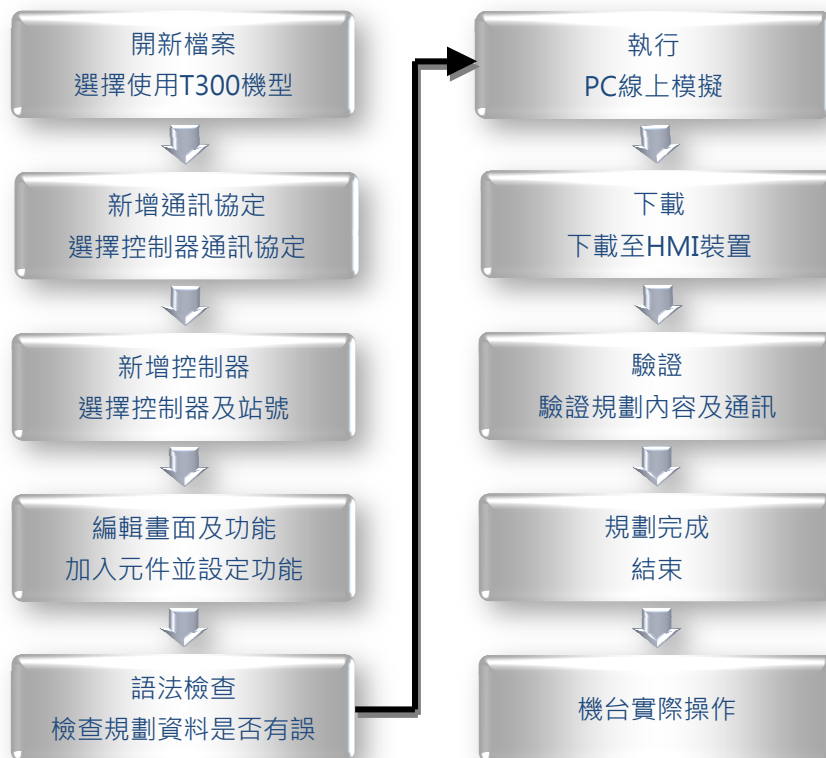 開新檔案
選擇使用T300機型
新增通訊協定
選擇控制器通訊協定
新增控制器
選擇控制器及站號
編輯畫面及功能
加入元件並設定功能
語法檢查
檢查規劃資料是否有誤
執行
PC線上模擬
下載
下載至HMI裝置
驗證
驗證規劃內容及通訊
規劃完成
結束
機台實際操作